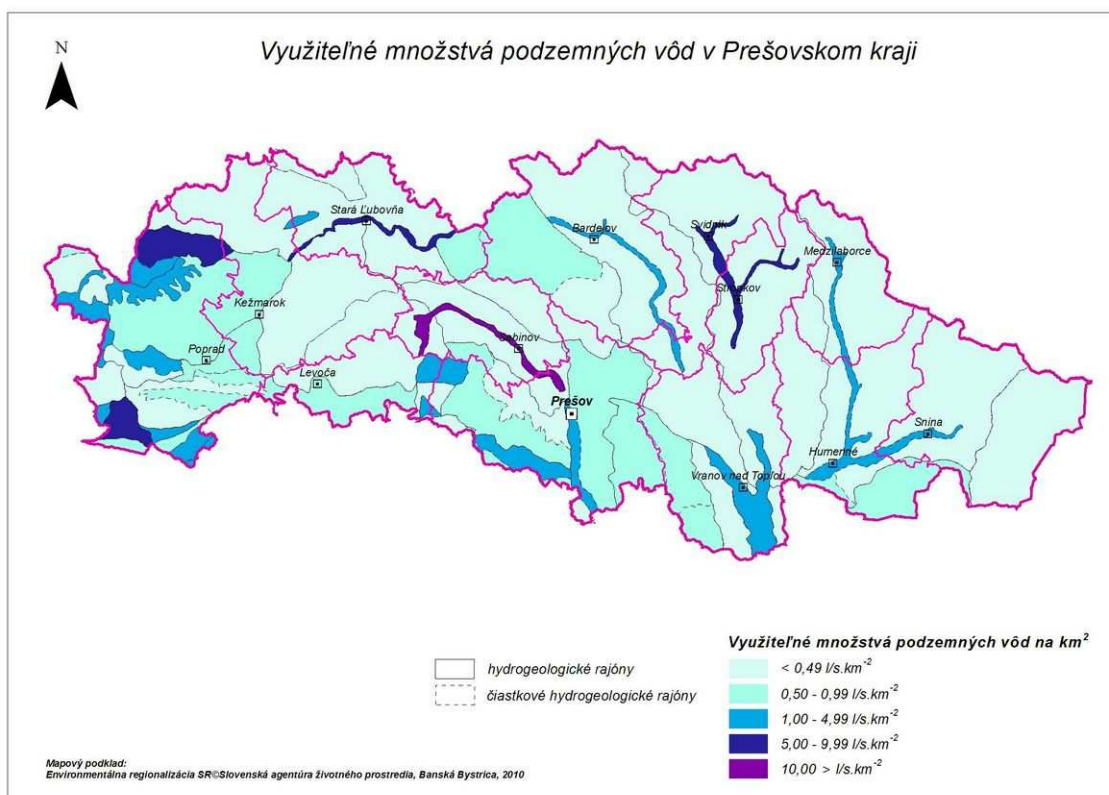 Využiteľné množstvá podzemných vôd v Prešovskom kraji
N
Stará Ľubovňa
Bardejov
Svidník
Medzilaborce
Stropkov
Kežmarok
Sabinov
Poprad
Levoča
Prešov
Snina
Humenné
Vranov nad Topľou
Využiteľné množstvá podzemných vôd na km²
hydrogeologické rajóny
čiastkové hydrogeologické rajóny
< 0,49 l/s.km⁻²
0,50 - 0,99 l/s.km⁻²
1,00 - 4,99 l/s.km⁻²
5,00 - 9,99 l/s.km⁻²
10,00 > l/s.km⁻²
Mapový podklad:
Environmentálna regionalizácia SR©Slovenská agentúra životného prostredia, Banská Bystrica, 2010